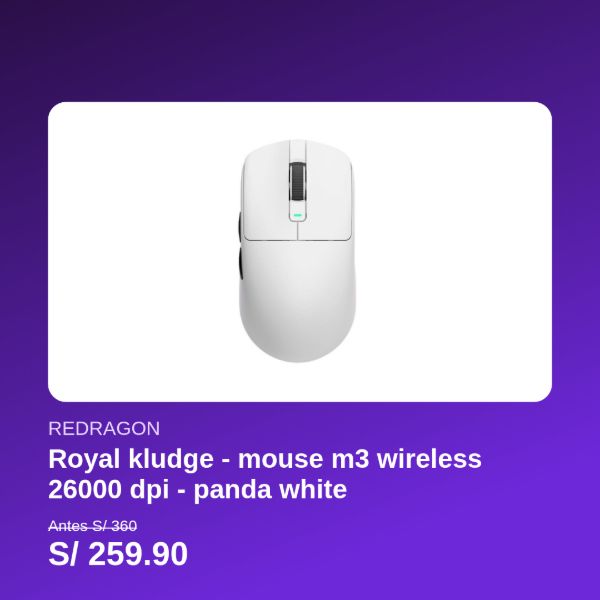 REDRAGON
Royal kludge - mouse m3 wireless
26000 dpi - panda white
Antes S/ 360
S/ 259.90